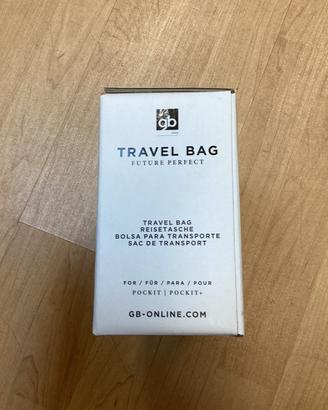 gb
TRAVEL BAG
FUTURE PERFECT
TRAVEL BAG
REISETASCHE
BOLSA PARA TRANSPORTE
SAC DE TRANSPORT
FOR / FÜR / PARA / POUR
POCKIT | POCKIT+
GB-ONLINE.COM